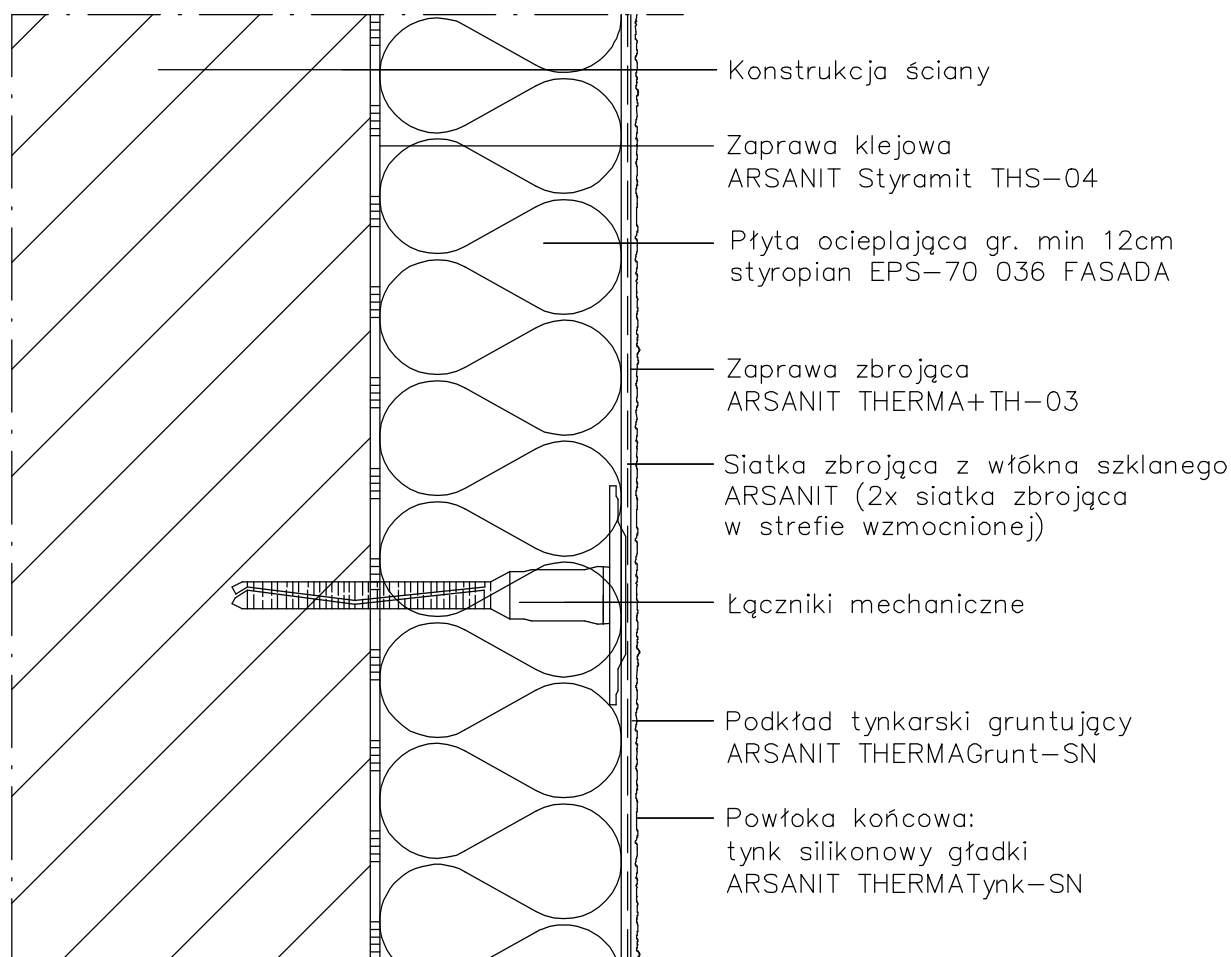 Konstrukcja ściany
Zaprawa klejowa
ARSANIT Styramit THS-04
Płyta ocieplająca gr. min 12cm
styropian EPS-70 036 FASADA
Zaprawa zbrojąca
ARSANIT THERMA+TH-03
Siatka zbrojąca z włókna szklanego
ARSANIT (2x siatka zbrojąca
w strefie wzmocnionej)
Łączniki mechaniczne
Podkład tynkarski gruntujący
ARSANIT THERMAGrunt-SN
Powłoka końcowa:
tynk silikonowy gładki
ARSANIT THERMATynk-SN